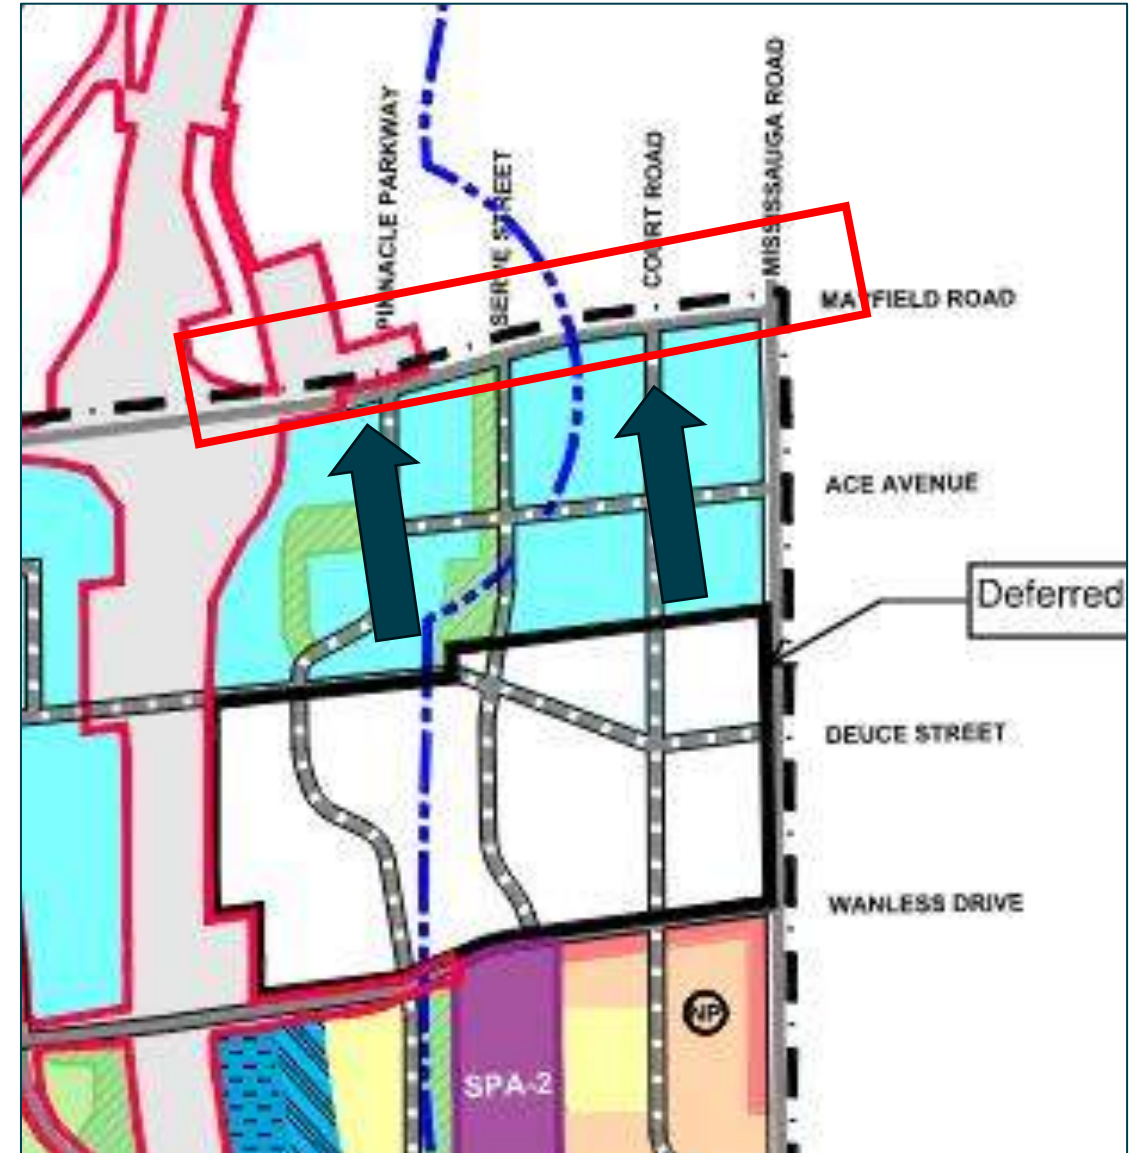 PINNACLE PARKWAY
SERVE STREET
COURT ROAD
MISSISSAUGA ROAD
MAYFIELD ROAD
ACE AVENUE
Deferred
DEUCE STREET
WANLESS DRIVE
NP
SPA-2